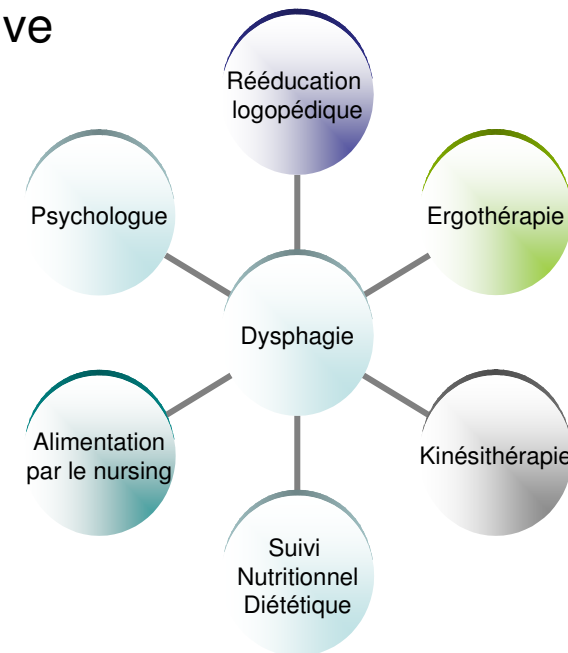 ve
Rééducation
logopédique
Psychologue
Ergothérapie
Dysphagie
Alimentation
par le nursing
Kinésithérapie
Suivi
Nutritionnel
Diététique